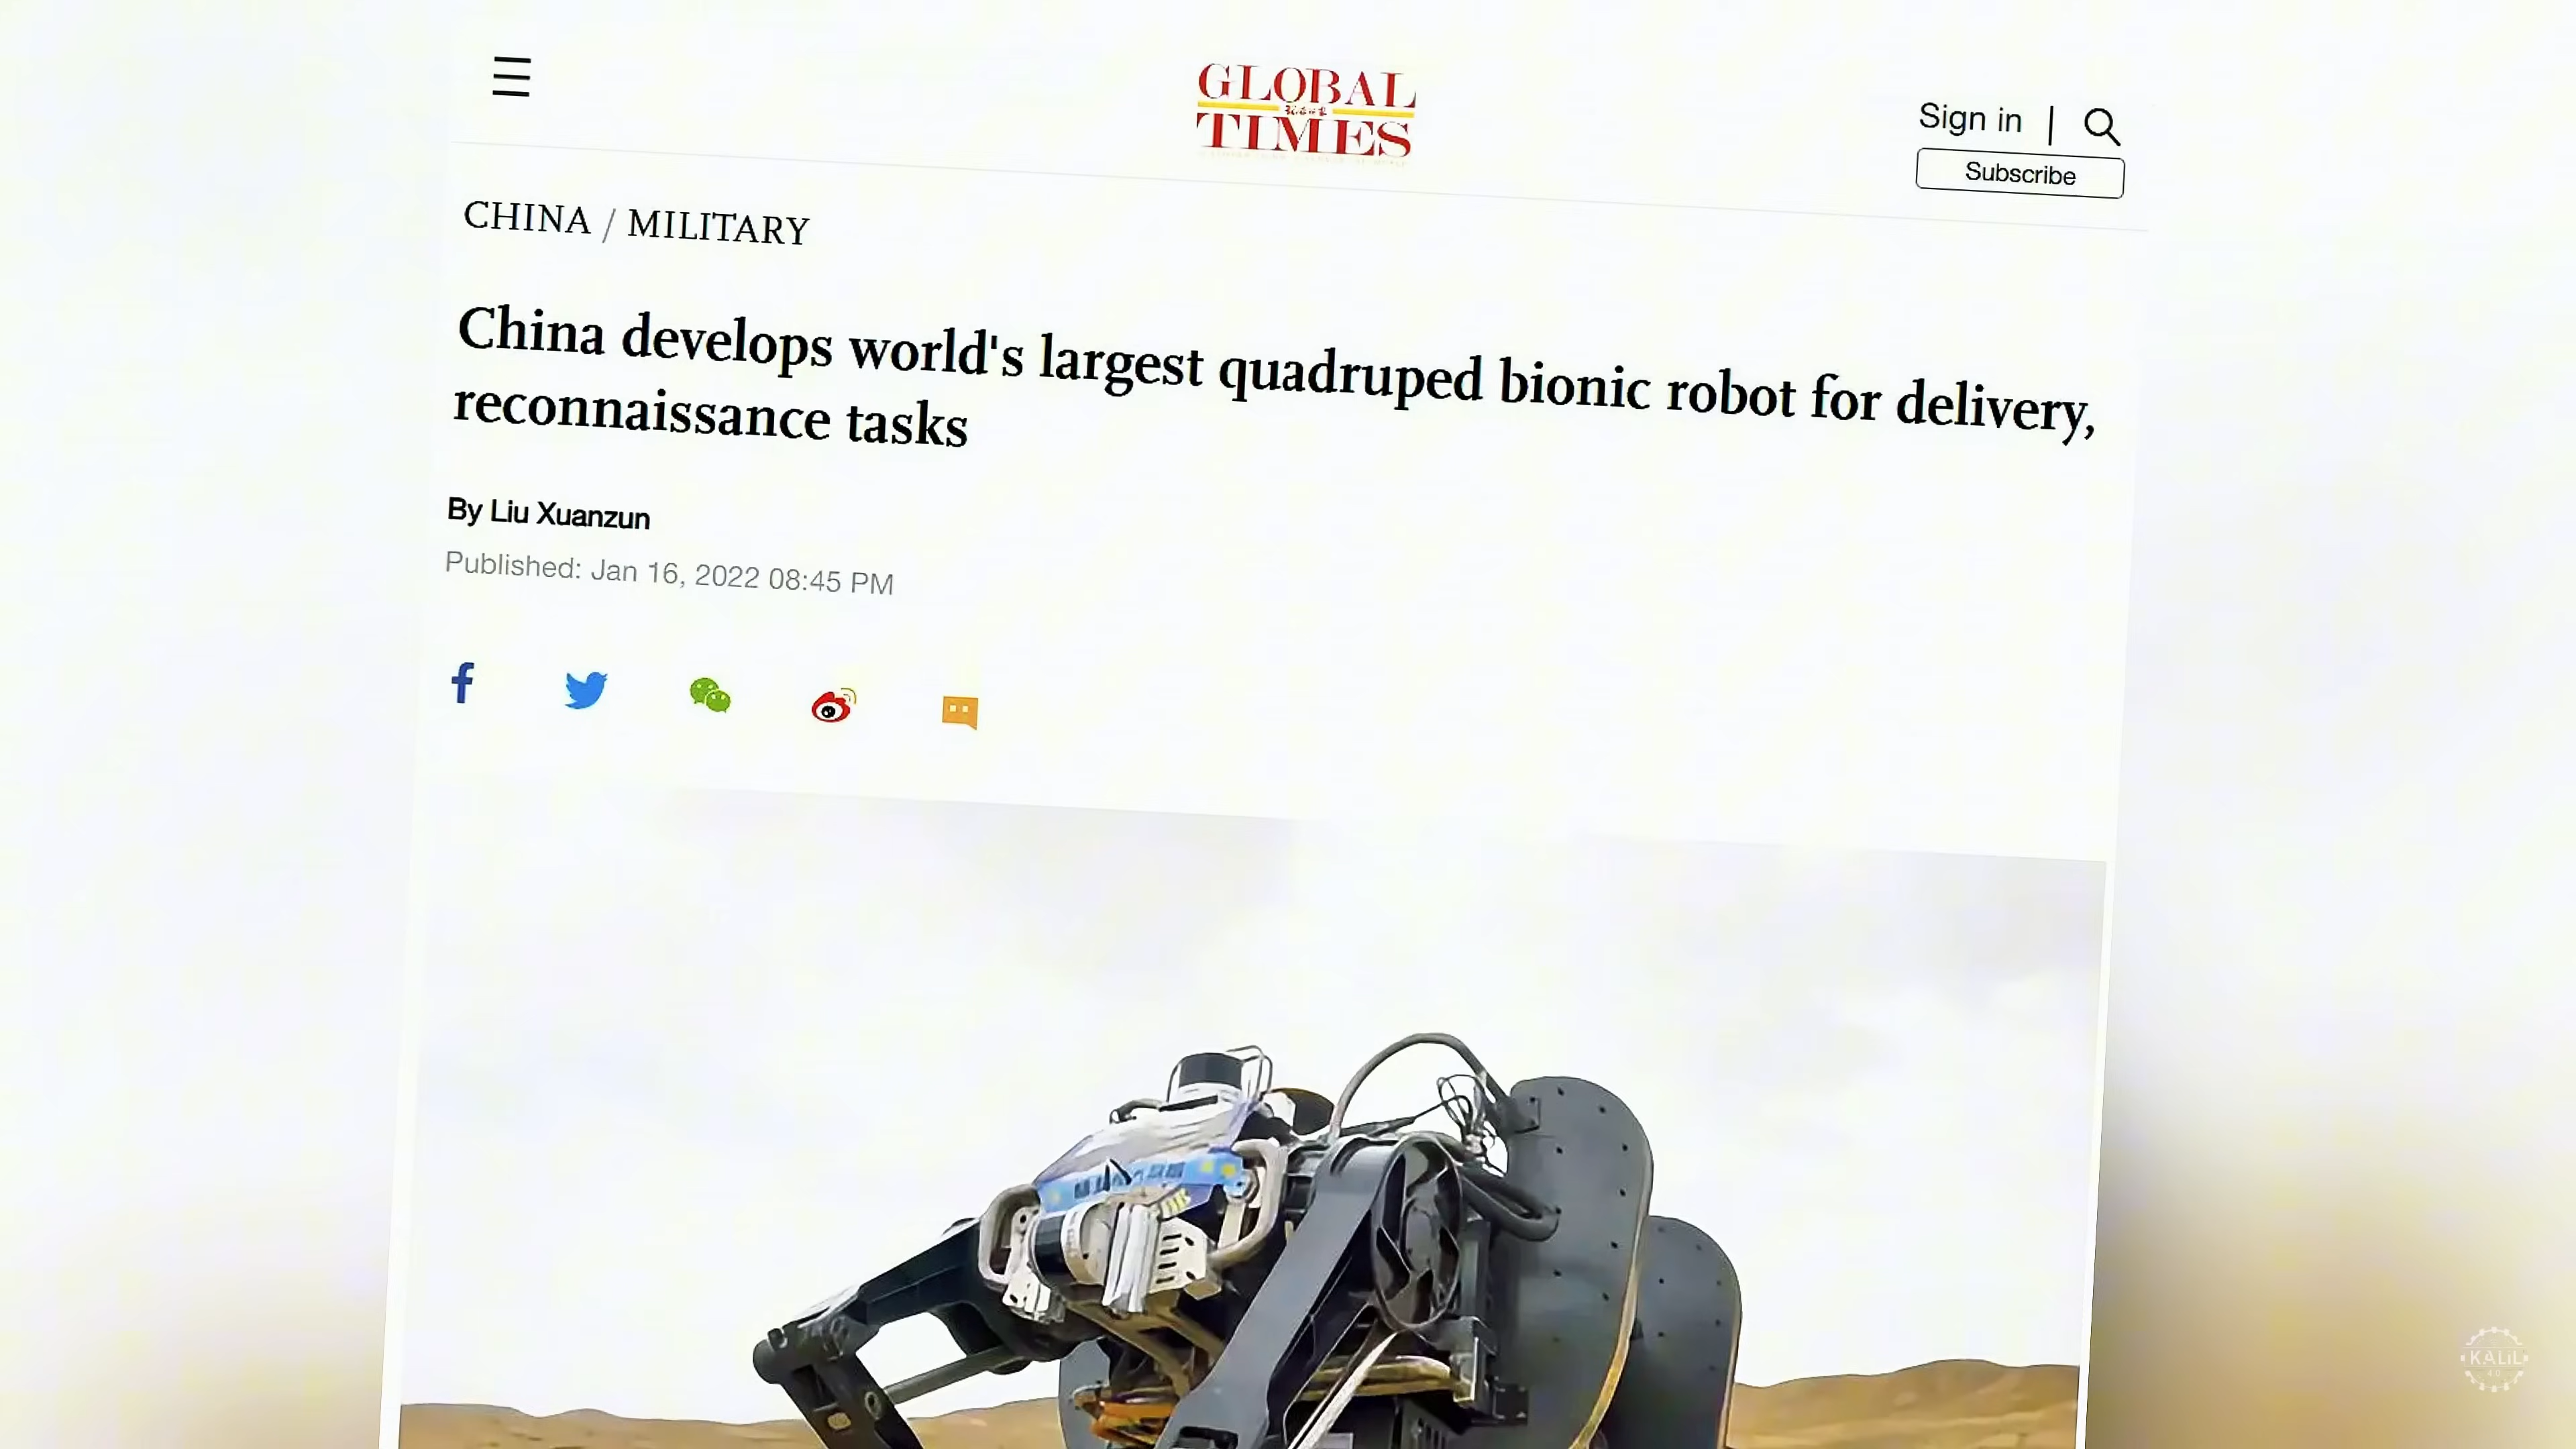 GLOBAL
TIMES
Sign in |
Subscribe
CHINA / MILITARY
China develops world's largest quadruped bionic robot for delivery,
reconnaissance tasks
By Liu Xuanzun
Published: Jan 16, 2022 08:45 PM
KALiL